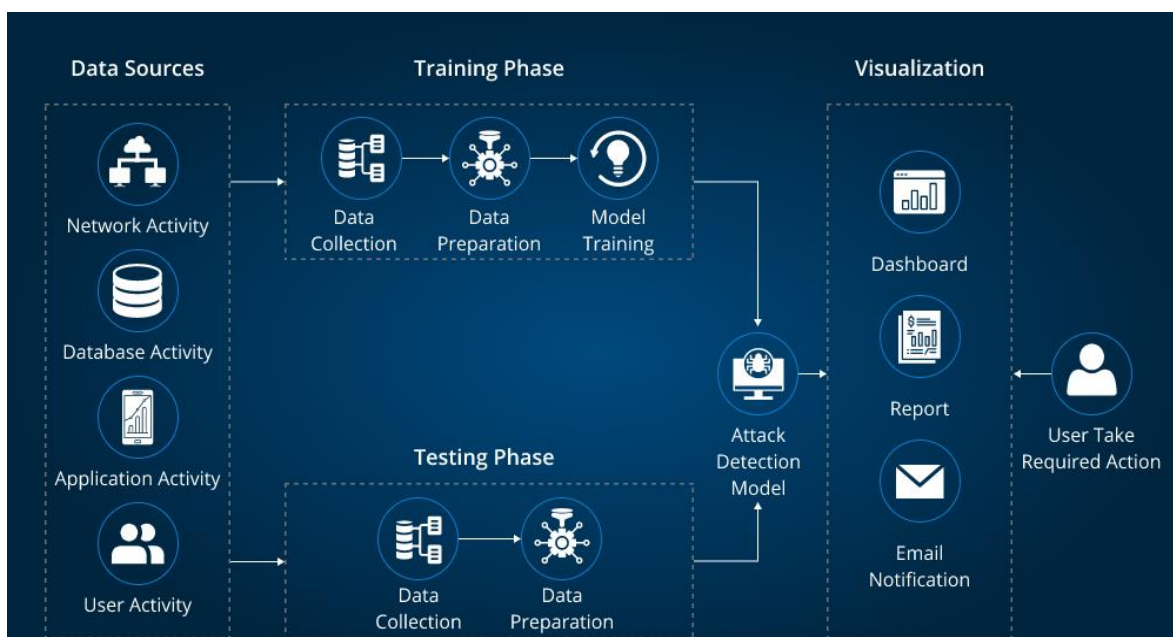 Data Sources
Training Phase
Visualization
Network Activity
Database Activity
Application Activity
User Activity
Data
Collection
Data
Preparation
Model
Training
Testing Phase
Data
Collection
Data
Preparation
Attack
Detection
Model
Dashboard
Report
Email
Notification
User Take
Required Action